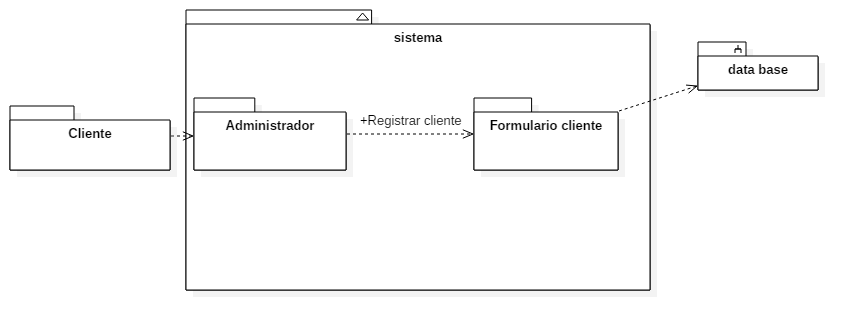 sistema
data base
Cliente
Administrador
+Registrar cliente
Formulario cliente